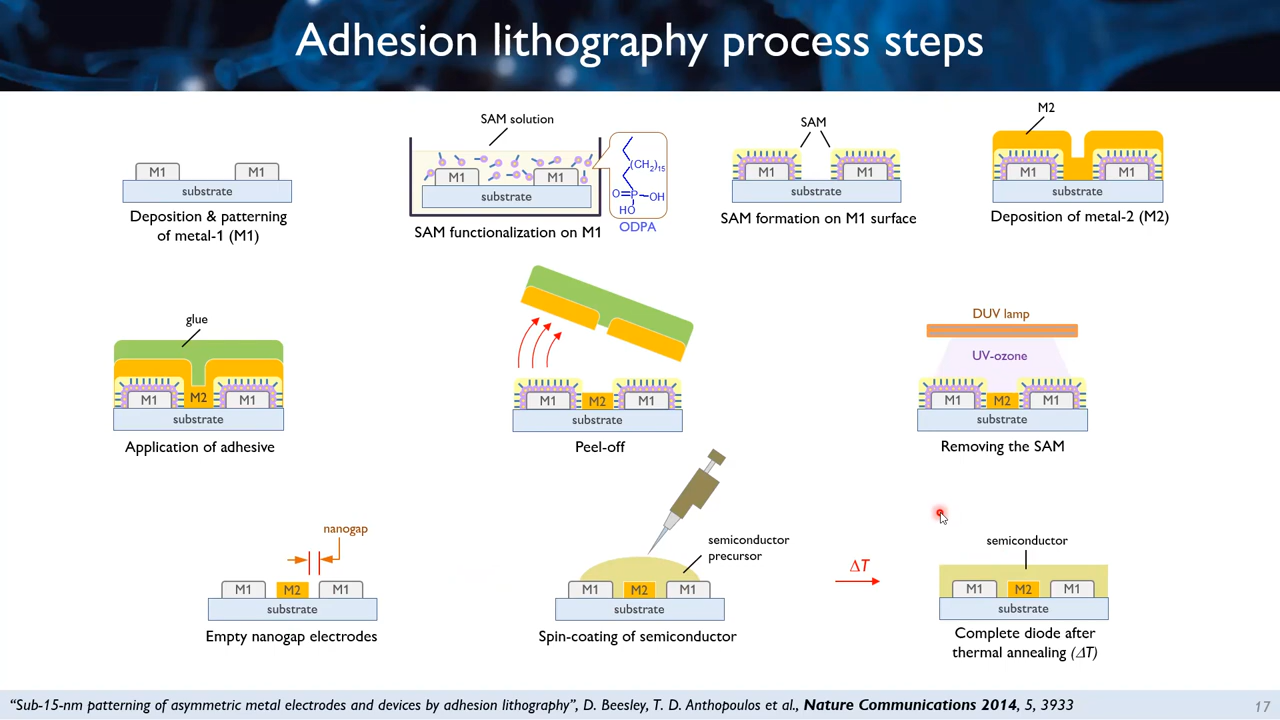 Adhesion lithography process steps
M1
M1
substrate
Deposition & patterning
of metal-1 (M1)
SAM solution
M1
M1
substrate
(CH₂)₁₅
O=P-OH
HO
ODPA
SAM functionalization on M1
SAM
M1
M1
substrate
SAM formation on M1 surface
M2
M1
M1
substrate
Deposition of metal-2 (M2)
glue
M1
M2
M1
substrate
Application of adhesive
M1
M2
M1
substrate
Peel-off
DUV lamp
UV-ozone
M1
M2
M1
substrate
Removing the SAM
nanogap
M1
M2
M1
substrate
Empty nanogap electrodes
semiconductor
precursor
M1
M2
M1
substrate
Spin-coating of semiconductor
ΔT
semiconductor
M1
M2
M1
substrate
Complete diode after
thermal annealing (ΔT)
“Sub-15-nm patterning of asymmetric metal electrodes and devices by adhesion lithography”, D. Beesley, T. D. Anthopoulos et al., Nature Communications 2014, 5, 3933
17